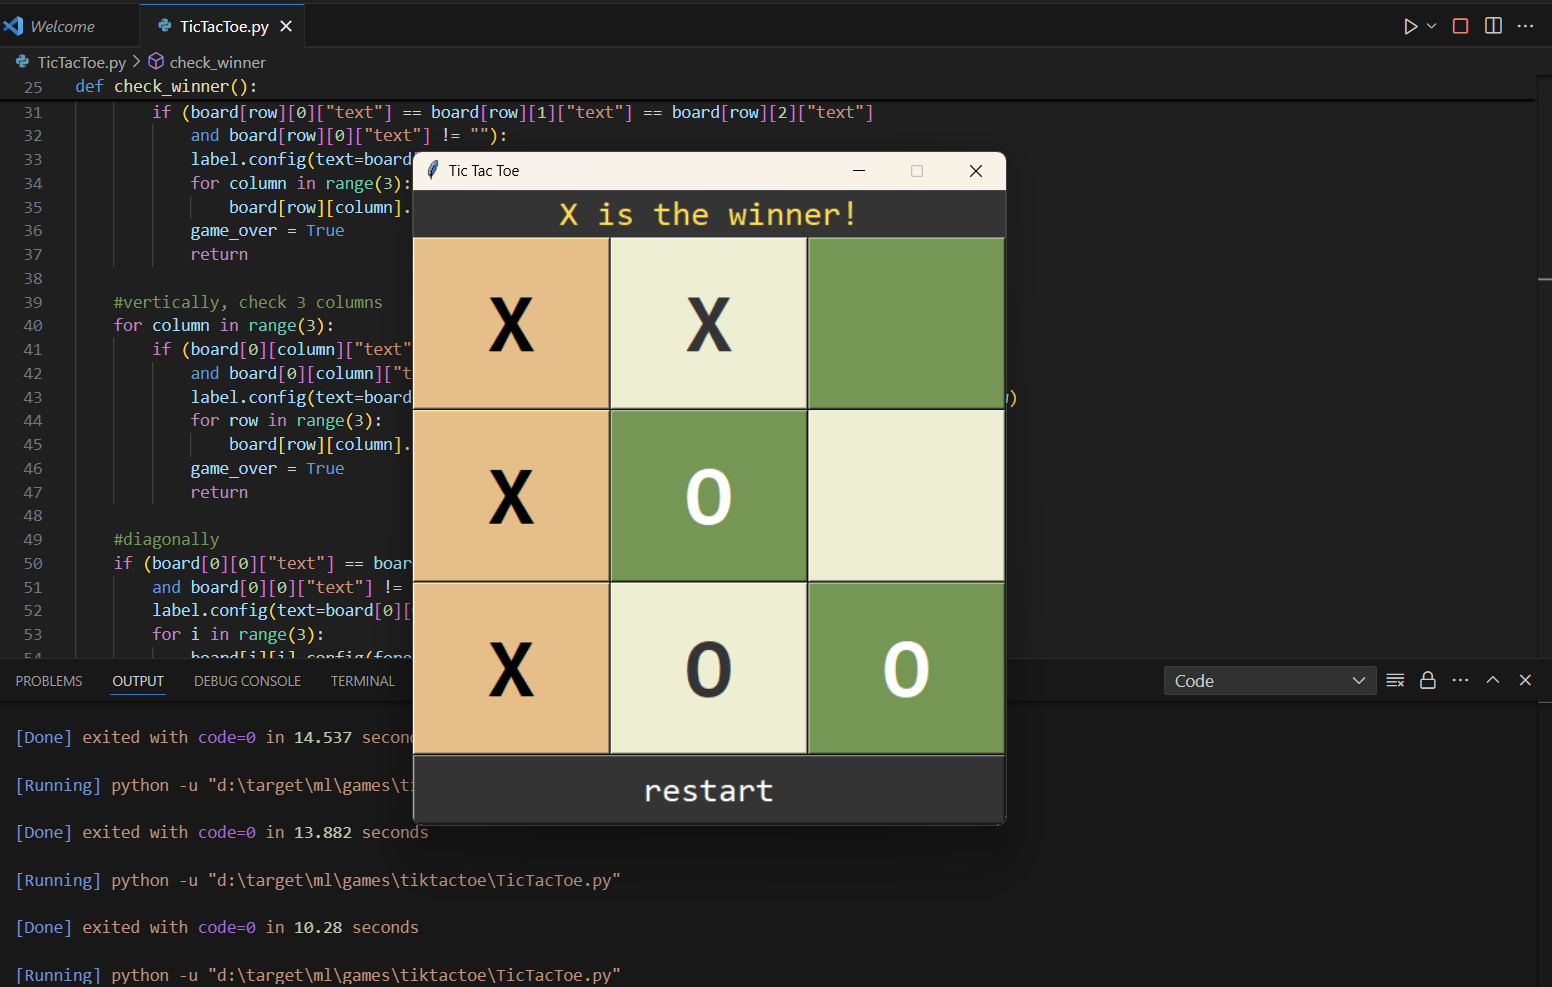 Welcome
TicTacToe.py
TicTacToe.py > check_winner
25 def check_winner():
31 if (board[row][0]["text"] == board[row][1]["text"] == board[row][2]["text"]
32 and board[row][0]["text"] != ""):
33 label.config(text=board
34 for column in range(3):
35 board[row][column].
36 game_over = True
37 return
38
39 #vertically, check 3 columns
40 for column in range(3):
41 if (board[0][column]["text"
42 and board[0][column]["t
43 label.config(text=board )
44 for row in range(3):
45 board[row][column].
46 game_over = True
47 return
48
49 #diagonally
50 if (board[0][0]["text"] == boar
51 and board[0][0]["text"] !=
52 label.config(text=board[0][
53 for i in range(3):
54 board[i][i].config(fore
Tic Tac Toe
X is the winner!
X X
X O
X O O
restart
PROBLEMS OUTPUT DEBUG CONSOLE TERMINAL
Code
[Done] exited with code=0 in 14.537 secon
[Running] python -u "d:\target\ml\games\ti
[Done] exited with code=0 in 13.882 seconds
[Running] python -u "d:\target\ml\games\tiktactoe\TicTacToe.py"
[Done] exited with code=0 in 10.28 seconds
[Running] python -u "d:\target\ml\games\tiktactoe\TicTacToe.py"